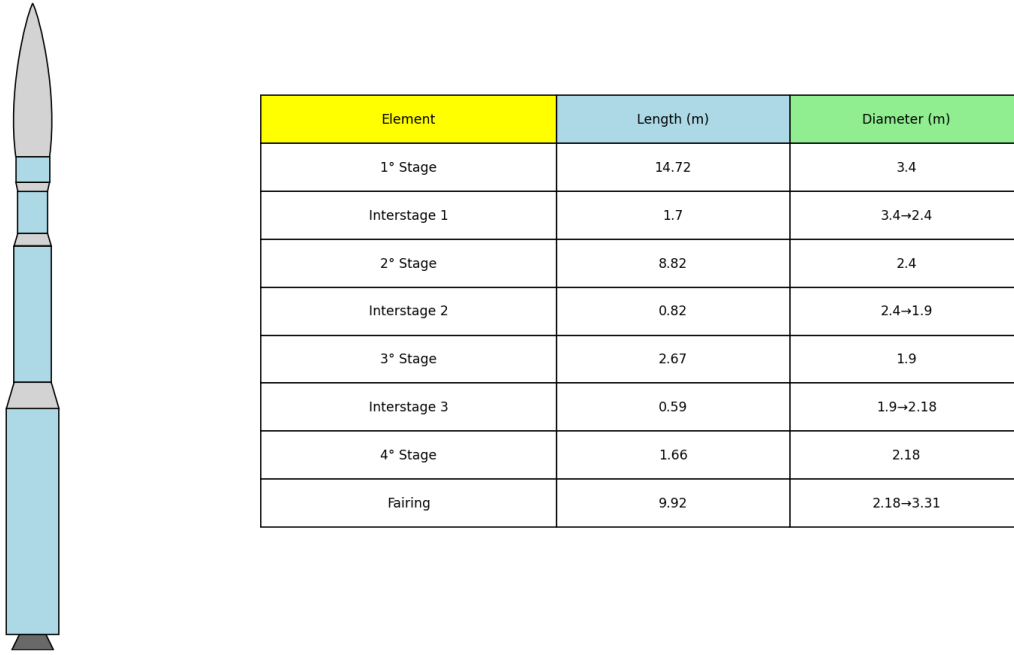 Element Length (m) Diameter (m)
1° Stage 14.72 3.4
Interstage 1 1.7 3.4→2.4
2° Stage 8.82 2.4
Interstage 2 0.82 2.4→1.9
3° Stage 2.67 1.9
Interstage 3 0.59 1.9→2.18
4° Stage 1.66 2.18
Fairing 9.92 2.18→3.31